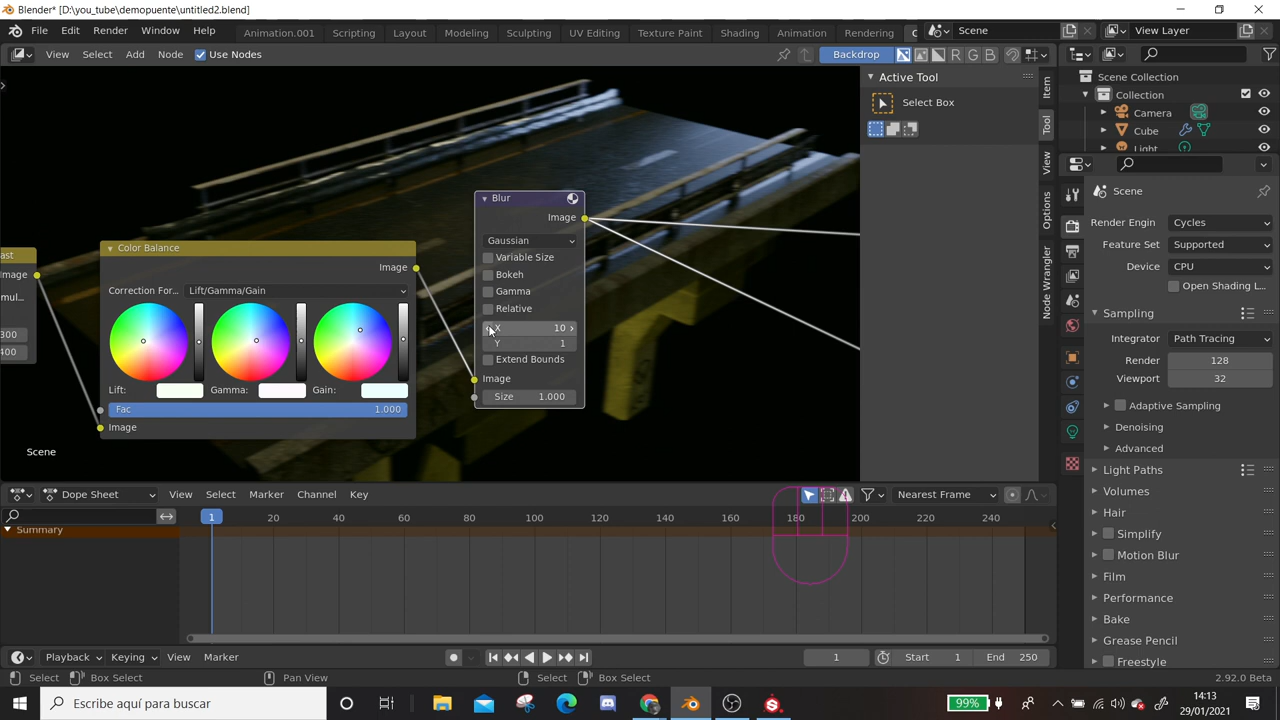 Blender* [D:\you_tube\demopuente\untitled2.blend]
File Edit Render Window Help Animation.001 Scripting Layout Modeling Sculpting UV Editing Texture Paint Shading Animation Rendering Scene View Layer
View Select Add Node Use Nodes Backdrop R G B
Active Tool
Select Box
Item
Tool
View
Options
Node Wrangler
Scene Collection
Collection
Camera
Cube
Light
Scene
Render Engin Cycles
Feature Set Supported
Device CPU
Open Shading L...
Sampling
Integrator Path Tracing
Render 128
Viewport 32
Adaptive Sampling
Denoising
Advanced
Light Paths
Volumes
Hair
Simplify
Motion Blur
Film
Performance
Bake
Grease Pencil
Freestyle
ast
Image
mul...
300
400
Color Balance
Image
Correction For... Lift/Gamma/Gain
Lift: Gamma: Gain:
Fac 1.000
Image
Blur
Image
Gaussian
Variable Size
Bokeh
Gamma
Relative
X 10
Y 1
Extend Bounds
Image
Size 1.000
Scene
Dope Sheet View Select Marker Channel Key Nearest Frame
1 20 40 60 80 100 120 140 160 180 200 220 240
Summary
Playback Keying View Marker 1 Start 1 End 250
Select Box Select Pan View Select Box Select 2.92.0 Beta
Escribe aquí para buscar 99% 14:13
29/01/2021